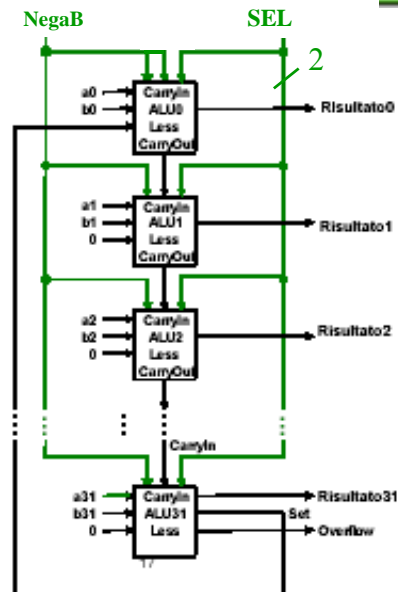 NegaB SEL
2
a0 CarryIn
b0 ALU0 Risultato0
Less
CarryOut
a1 CarryIn
b1 ALU1 Risultato1
0 Less
CarryOut
a2 CarryIn
b2 ALU2 Risultato2
0 Less
CarryOut
CarryIn
a31 CarryIn Risultato31
b31 ALU31 Set
0 Less Overflow
17